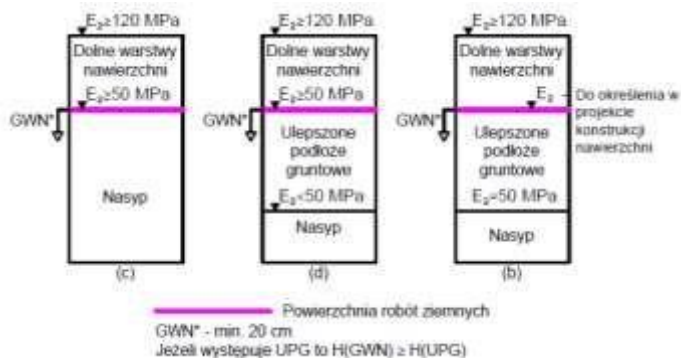 E₂≥120 MPa
Dolne warstwy
nawierzchni
E₂≥50 MPa
GWN*
Nasyp
(c)
E₂≥120 MPa
Dolne warstwy
nawierzchni
E₂≥50 MPa
GWN*
Ulepszone
podłoże
gruntowe
E₂<50 MPa
Nasyp
(d)
E₂≥120 MPa
Dolne warstwy
nawierzchni
E₂
Do określenia w
projekcie
konstrukcji
nawierzchni
GWN*
Ulepszone
podłoże
gruntowe
E₂=50 MPa
Nasyp
(b)
Powierzchnia robót ziemnych
GWN* - min. 20 cm
Jeżeli występuje UPG to H(GWN) ≥ H(UPG)